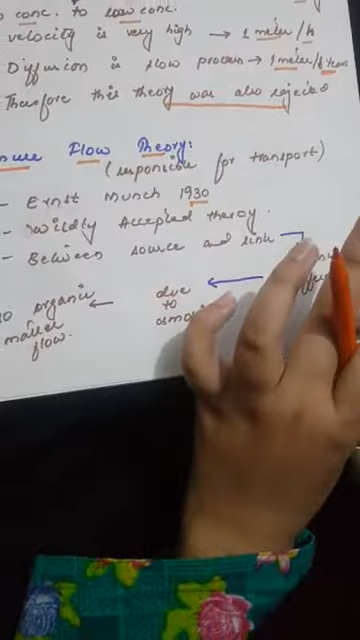 conc. to low conc.
velocity is very high → 1 meter/h
Diffusion is slow process → 1 meter/8 years
Therefore this theory was also rejected
Flow Theory:
(responsible for transport)
- Ernst Munch 1930
- wildly Accepted theory.
- Between source and sink
organic ← due
matter to
flow.